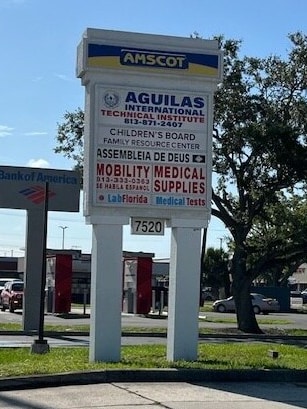 AMSCOT
AGUILAS
INTERNATIONAL
TECHNICAL INSTITUTE
813-871-2407
CHILDREN'S BOARD
FAMILY RESOURCE CENTER
ASSEMBLEIA DE DEUS
MOBILITY MEDICAL
813-333-5353
SE HABLA ESPAÑOL
SUPPLIES
LabFlorida Medical Tests
7520
Bank of America